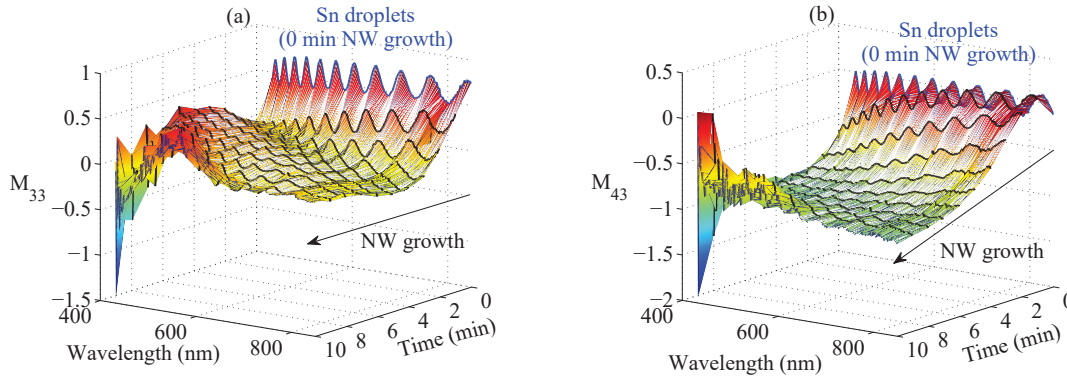 (a)
Sn droplets
(0 min NW growth)
1
0.5
0
−0.5
−1
−1.5
M33
NW growth
400
600
800
Wavelength (nm)
10
8
6
4
2
0
Time (min)
(b)
Sn droplets
(0 min NW growth)
0.5
0
−0.5
−1
−1.5
−2
M43
NW growth
400
600
800
Wavelength (nm)
10
8
6
4
2
0
Time (min)